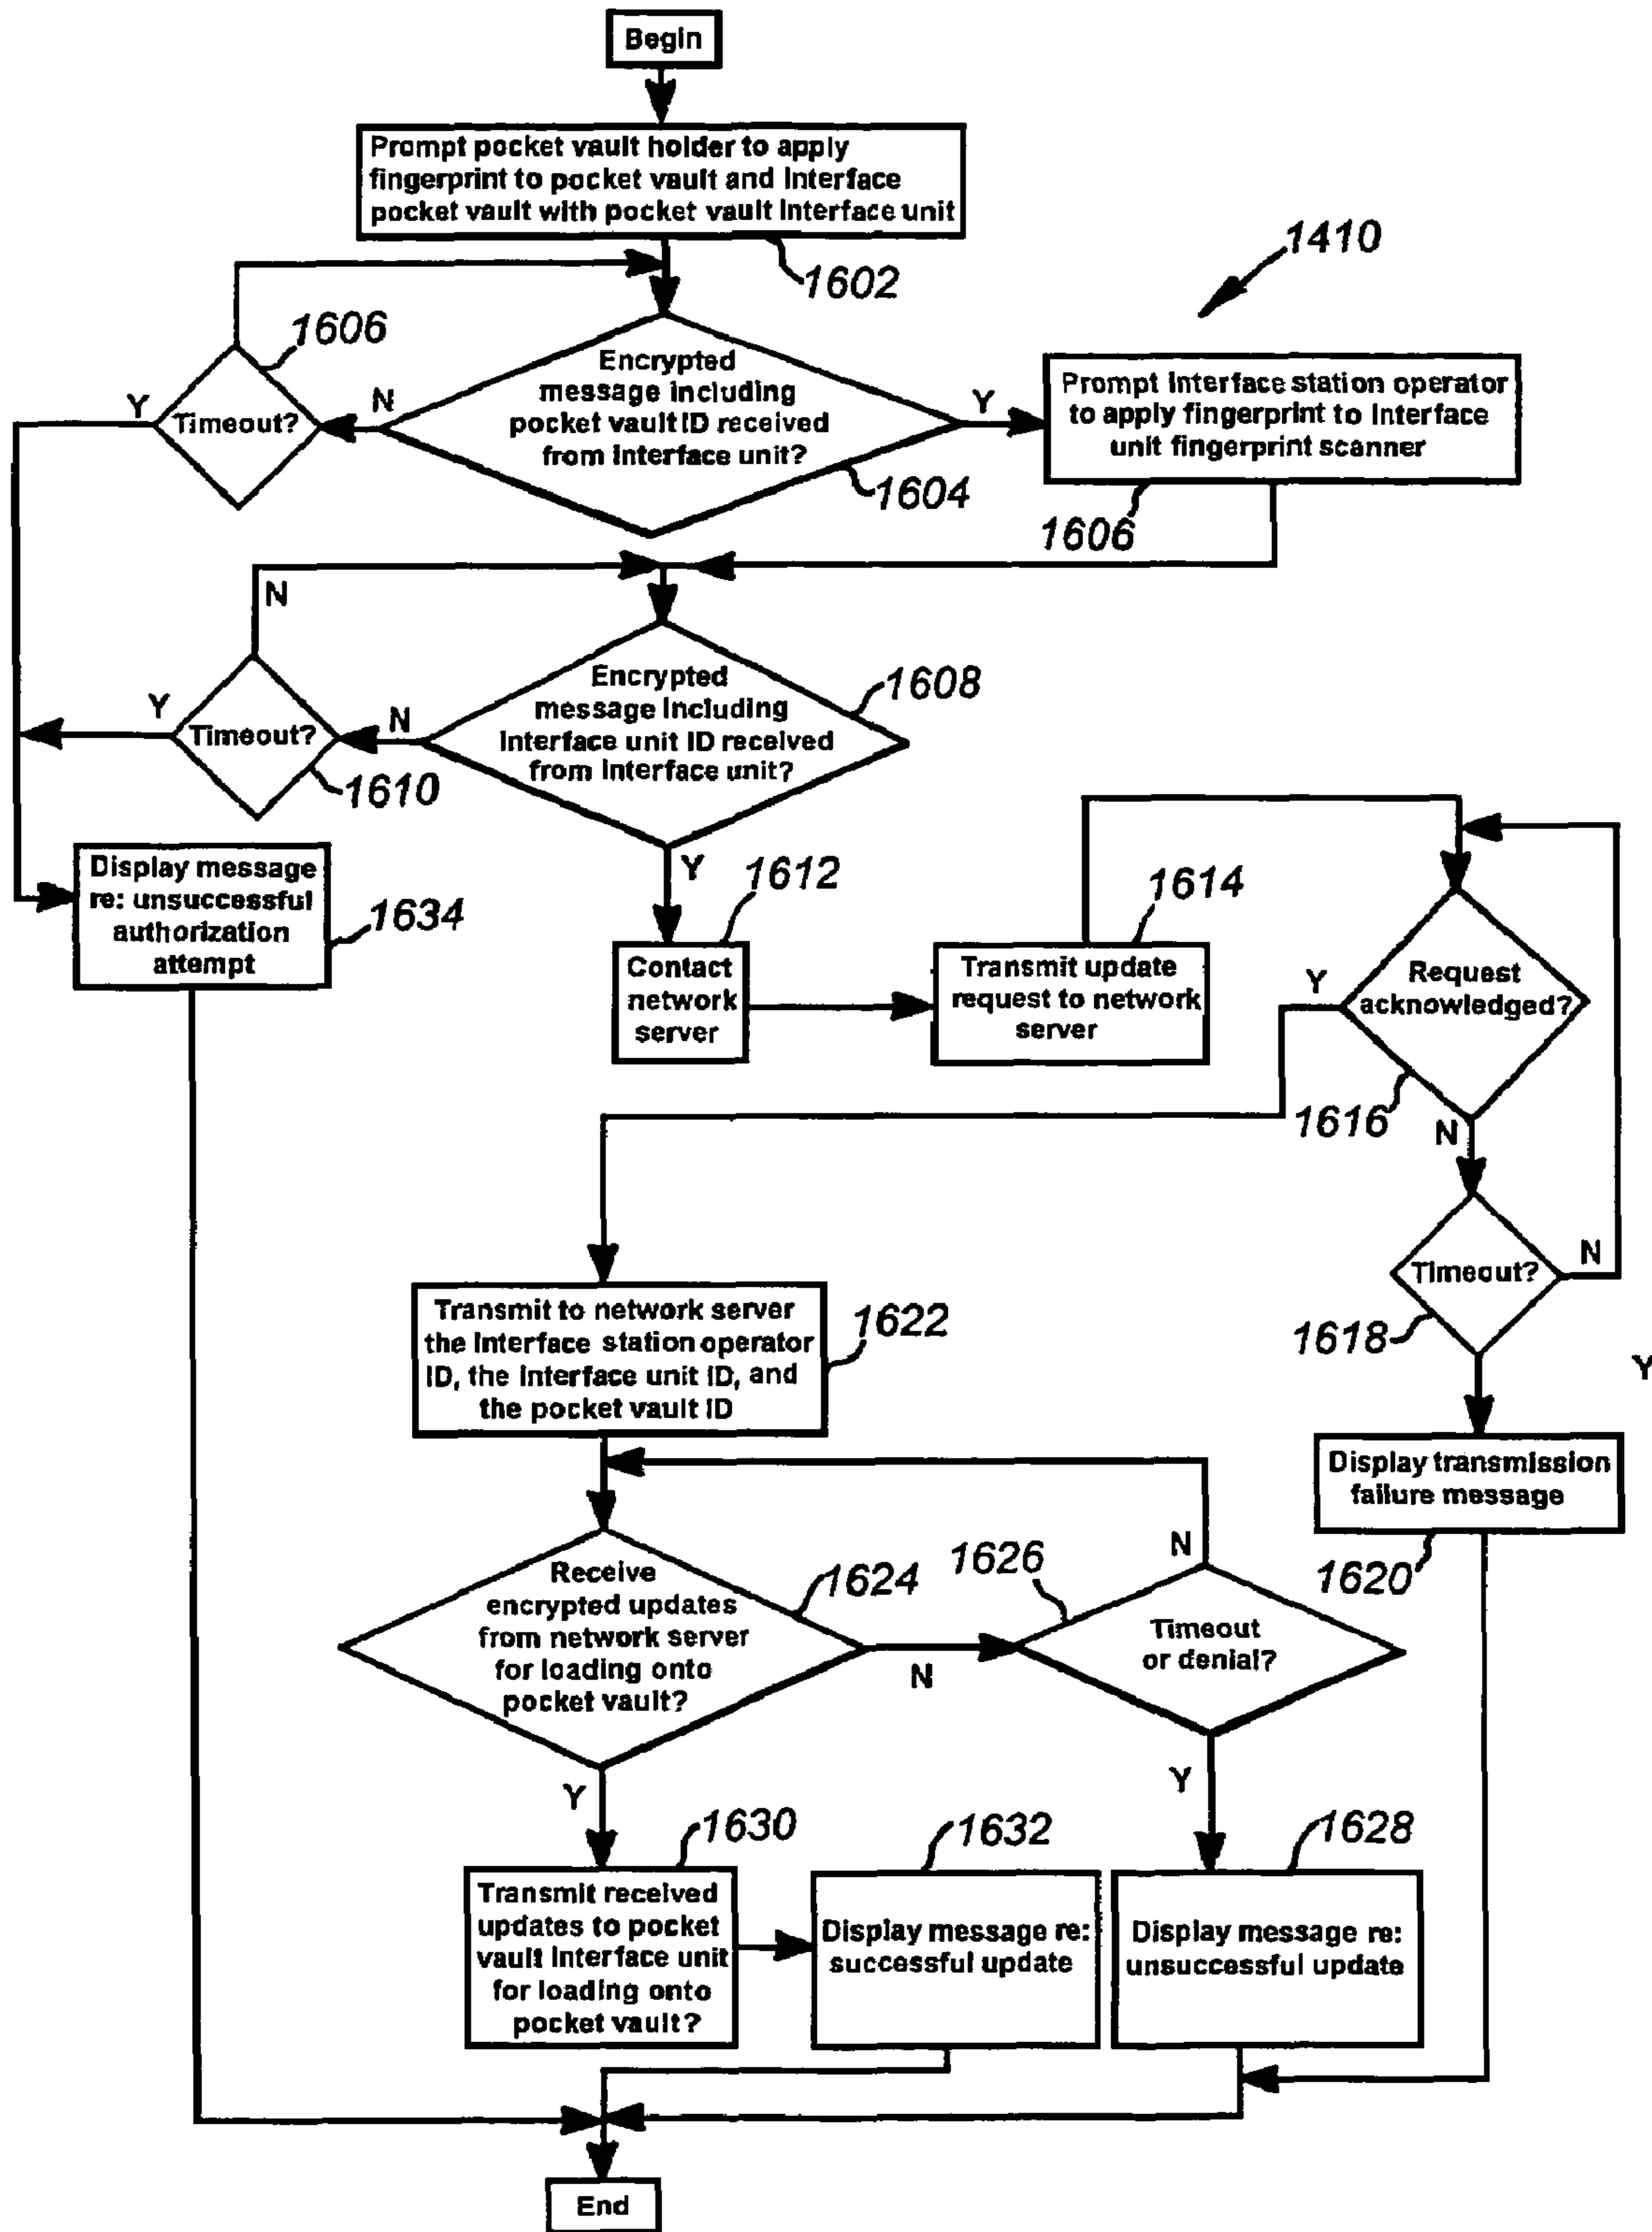 Begin
Prompt pocket vault holder to apply
fingerprint to pocket vault and Interface
pocket vault with pocket vault Interface unit
1602
1410
1606
Timeout?
Y
N
Encrypted
message including
pocket vault ID received
from Interface unit?
1604
Y
Prompt Interface station operator
to apply fingerprint to Interface
unit fingerprint scanner
1606
N
Y
Timeout?
1610
N
Encrypted
message Including
Interface unit ID received
from Interface unit?
1608
Y
Display message
re: unsuccessful
authorization
attempt
1634
1612
Contact
network
server
1614
Transmit update
request to network
server
Y
Request
acknowledged?
1616
N
Timeout?
N
1618
Y
Transmit to network server
the Interface station operator
ID, the Interface unit ID, and
the pocket vault ID
1622
Display transmission
failure message
1620
Receive
encrypted updates
from network server
for loading onto
pocket vault?
1624
N
1626
N
Timeout
or denial?
Y
Y
1630
Transmit received
updates to pocket
vault Interface unit
for loading onto
pocket vault?
1632
Display message re:
successful update
1628
Display message re:
unsuccessful update
End